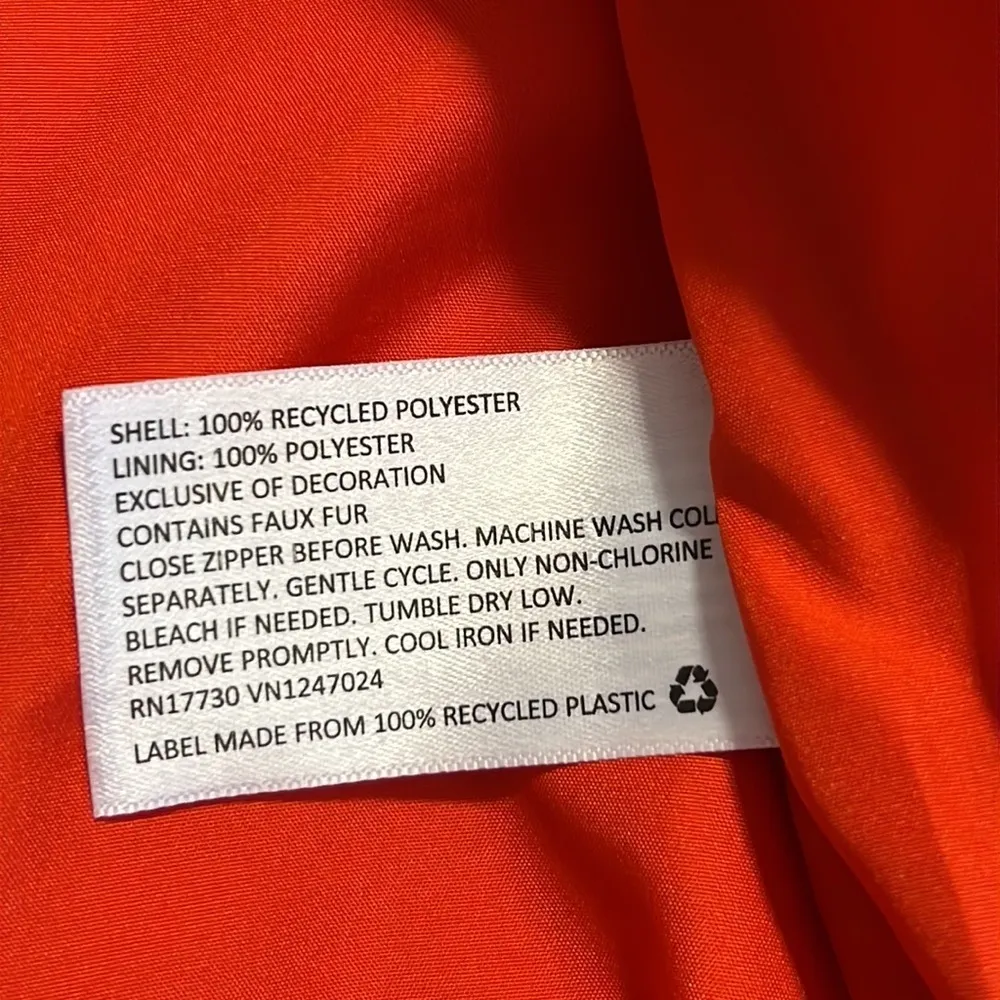 SHELL: 100% RECYCLED POLYESTER
LINING: 100% POLYESTER
EXCLUSIVE OF DECORATION
CONTAINS FAUX FUR
CLOSE ZIPPER BEFORE WASH. MACHINE WASH COL
SEPARATELY. GENTLE CYCLE. ONLY NON-CHLORINE
BLEACH IF NEEDED. TUMBLE DRY LOW.
REMOVE PROMPTLY. COOL IRON IF NEEDED.
RN17730 VN1247024
LABEL MADE FROM 100% RECYCLED PLASTIC